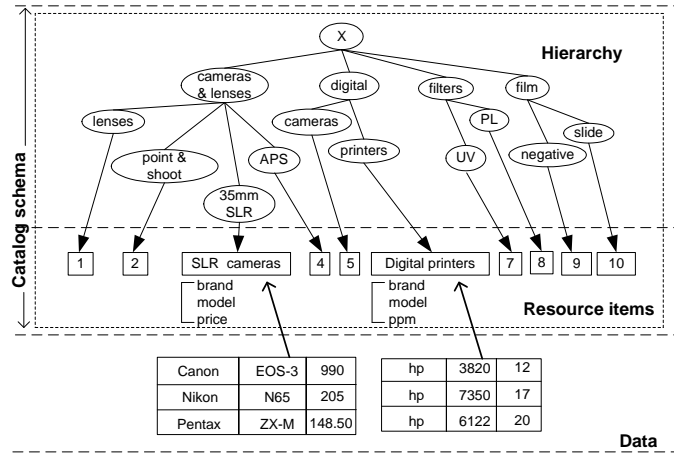 X
Hierarchy
cameras
& lenses
digital
filters
film
lenses
cameras
PL
slide
point &
shoot
APS
printers
UV
negative
35mm
SLR
Catalog schema
1
2
SLR cameras
4
5
Digital printers
7
8
9
10
brand
model
price
brand
model
ppm
Resource items
Canon EOS-3 990
Nikon N65 205
Pentax ZX-M 148.50
hp 3820 12
hp 7350 17
hp 6122 20
Data